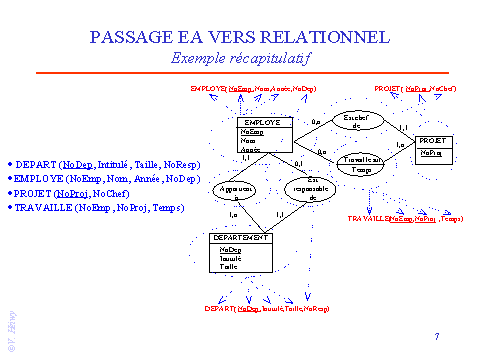 PASSAGE EA VERS RELATIONNEL
Exemple récapitulatif
EMPLOYE( NoEmp,Nom,Année,NoDep)
PROJET( NoProj,NoChef)
EMPLOYE
NoEmp
Nom
Année
0,n
Est chef
de
1,1
PROJET
NoProj
0,n
Travaille sur
Temps
1,n
1,1
0,1
• DEPART (NoDep, Intitulé, Taille, NoResp)
• EMPLOYE (NoEmp, Nom, Année, NoDep)
• PROJET (NoProj, NoChef)
• TRAVAILLE (NoEmp, NoProj, Temps)
Appartient
à
Est
responsable
de
1,n
1,1
TRAVAILLE(NoEmp,NoProj ,Temps)
DEPARTEMENT
NoDep
Intitulé
Taille
DEPART( NoDep,Intitulé,Taille,NoResp)
7